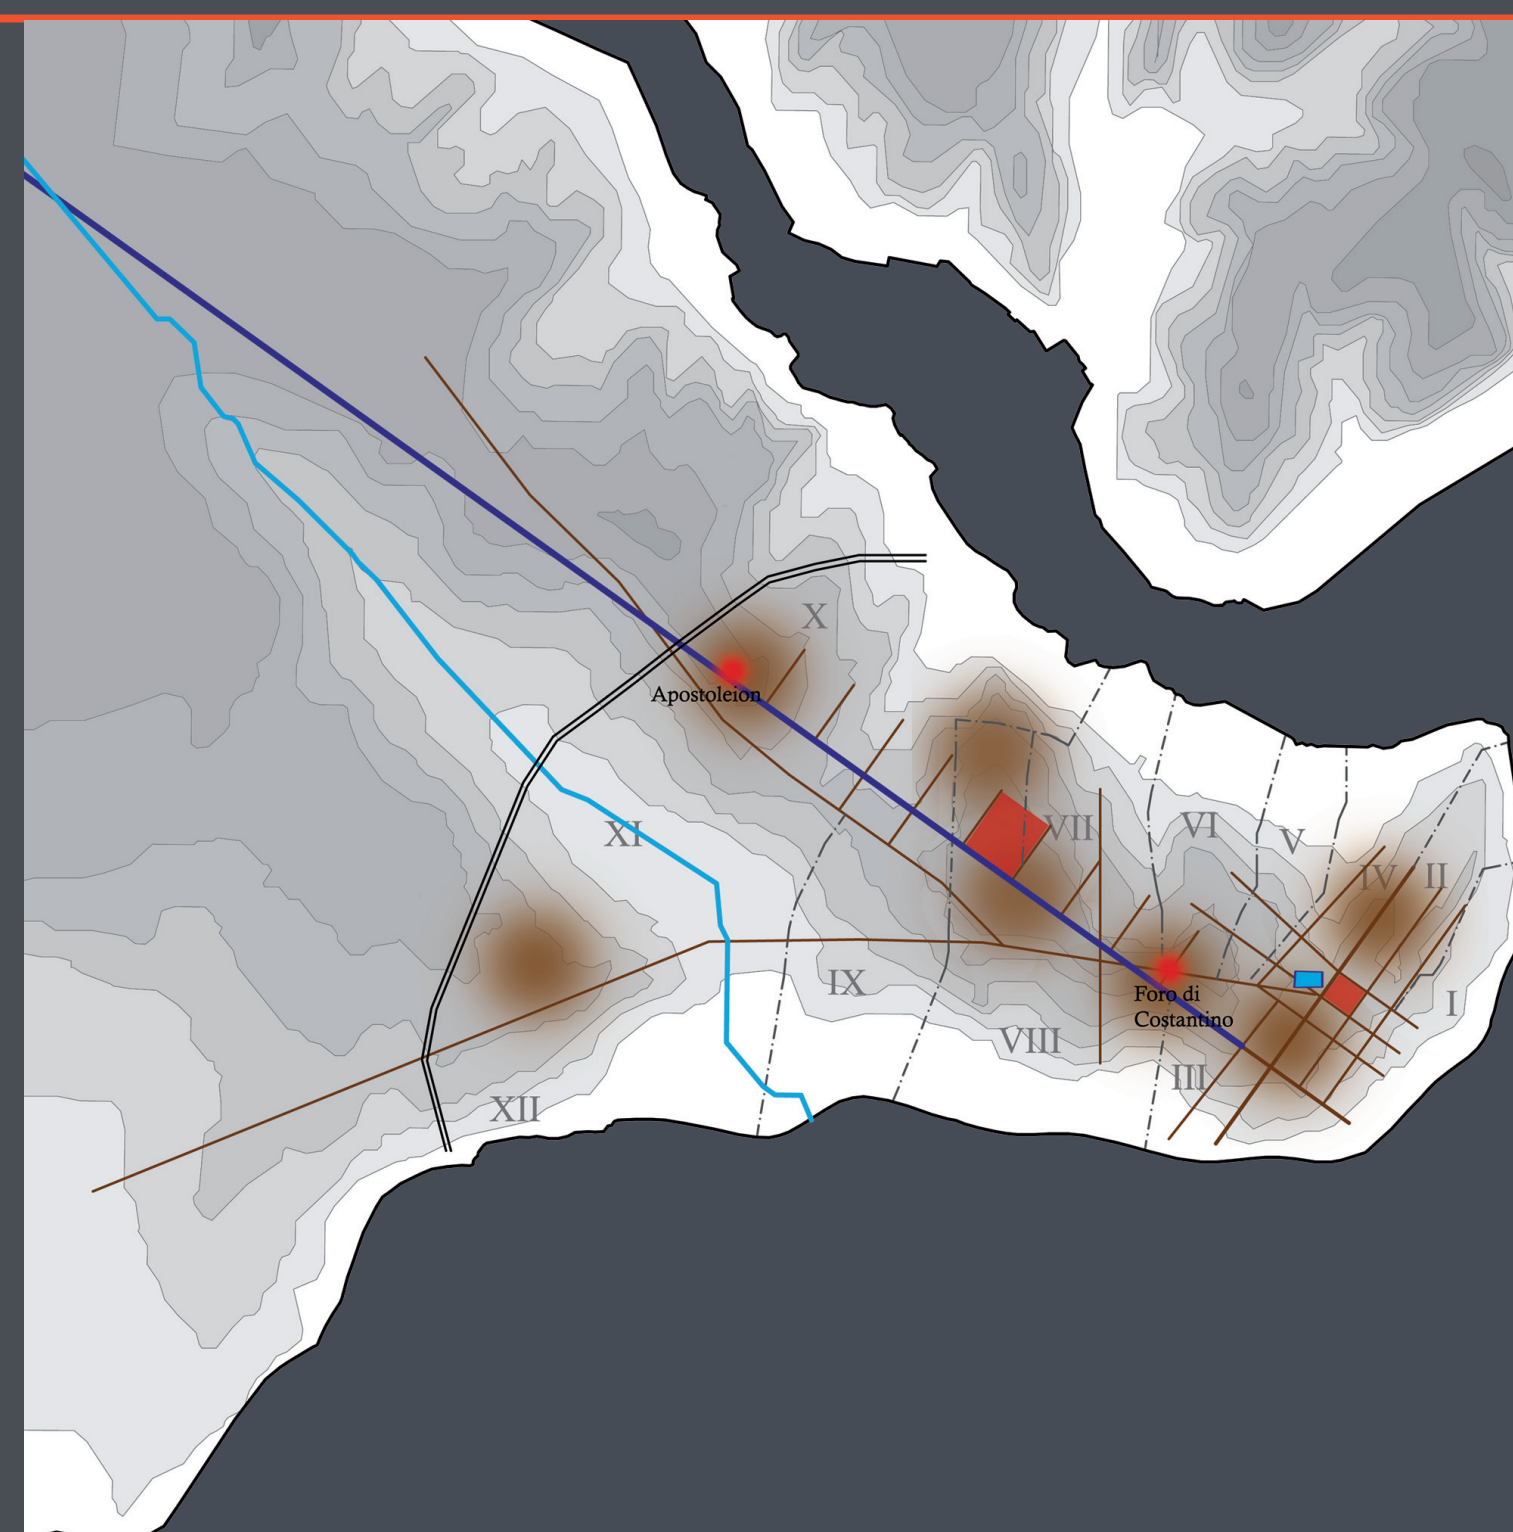 X
Apostoleion
VII
VI
V
XI
IV
II
IX
Foro di
Costantino
I
VIII
III
XII